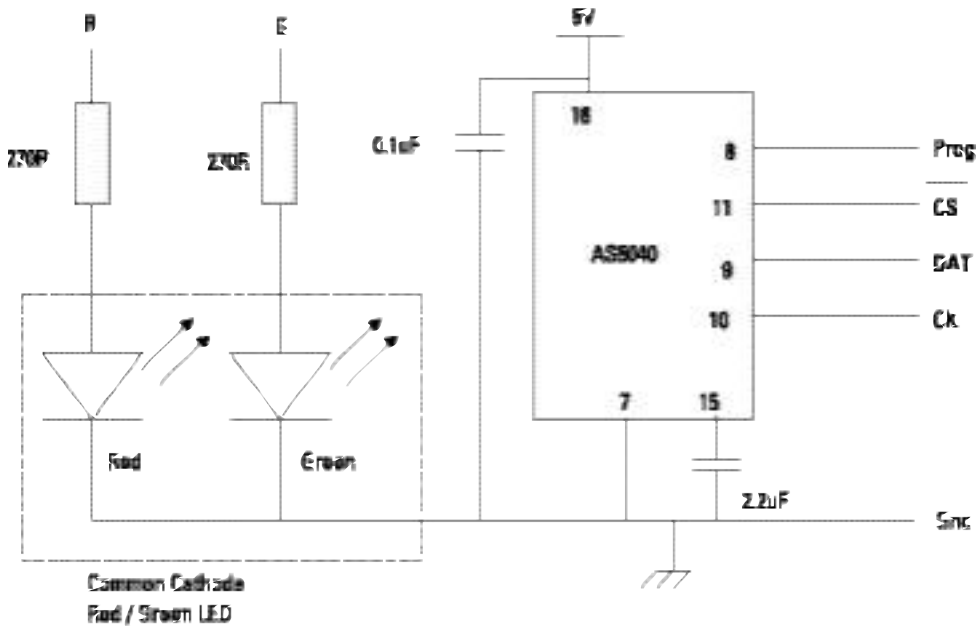 R
5V
16
270R
270R
0.1uF
8
Prog
11
CS
AS5040
9
DAT
10
Ck
7
15
Red
Green
2.2uF
Common Cathode
Red / Green LED